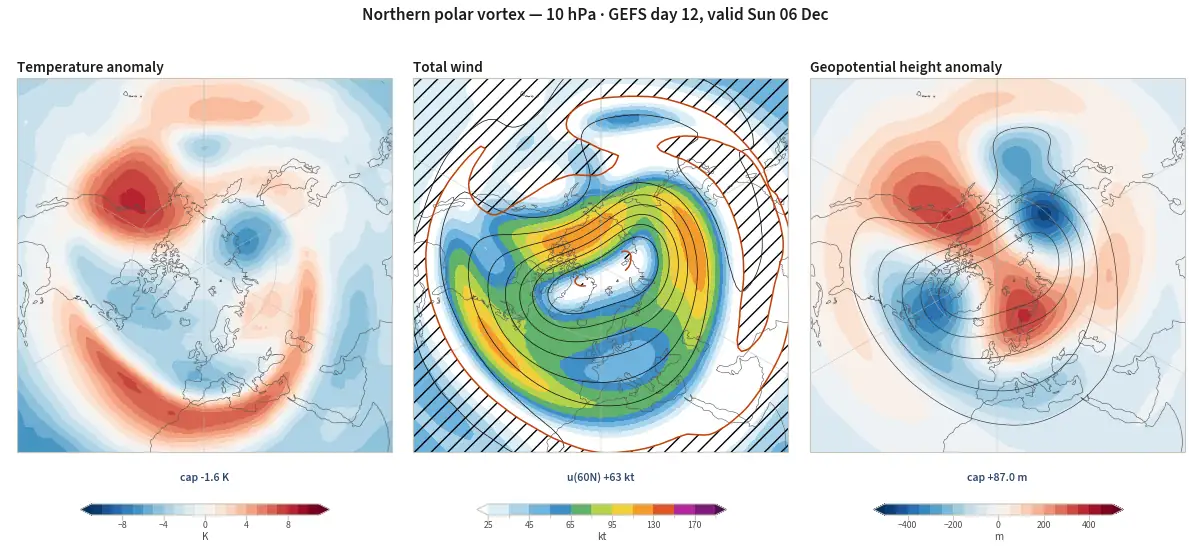 Northern polar vortex — 10 hPa · GEFS day 12, valid Sun 06 Dec
Temperature anomaly
Total wind
Geopotential height anomaly
cap -1.6 K
u(60N) +63 kt
cap +87.0 m
−8 −4 0 4 8
K
25 45 65 95 130 170
kt
−400 −200 0 200 400
m